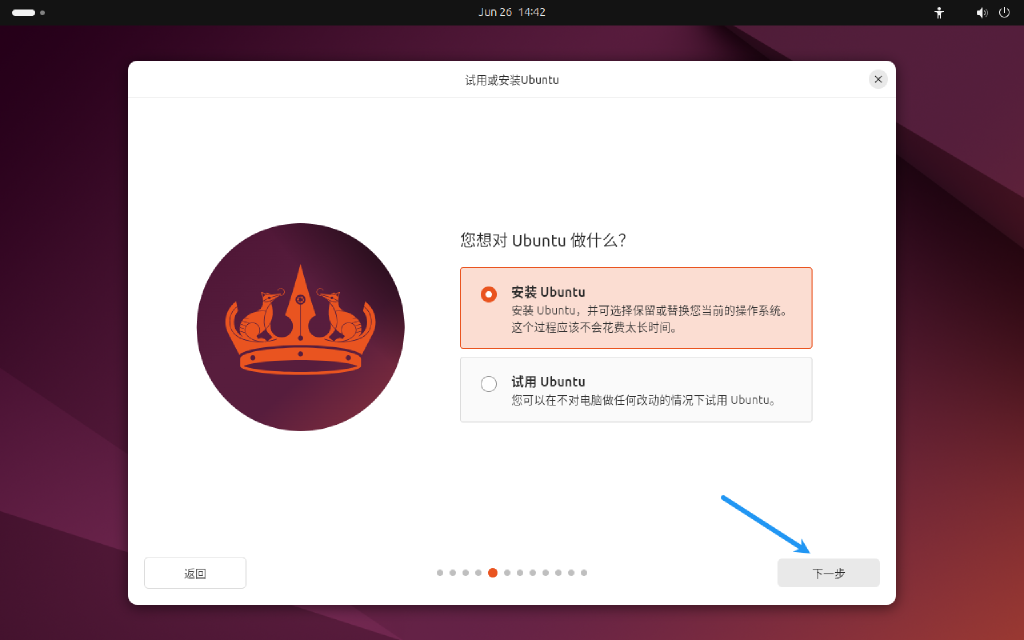 Jun 26 14:42
试用或安装Ubuntu
您想对 Ubuntu 做什么？
安装 Ubuntu
安装 Ubuntu，并可选择保留或替换您当前的操作系统。
这个过程应该不会花费太长时间。
试用 Ubuntu
您可以在不对电脑做任何改动的情况下试用 Ubuntu。
返回
下一步